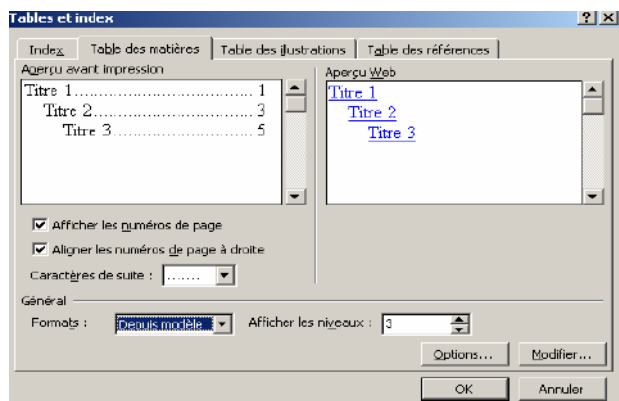 Tables et index
Index Table des matières Table des illustrations Table des références
Aperçu avant impression
Titre 1.............................. 1
Titre 2........................... 3
Titre 3........................ 5
Aperçu Web
Titre 1
Titre 2
Titre 3
Afficher les numéros de page
Aligner les numéros de page à droite
Caractères de suite : .......
Général
Formats : Depuis modèle Afficher les niveaux : 3
Options... Modifier...
OK Annuler